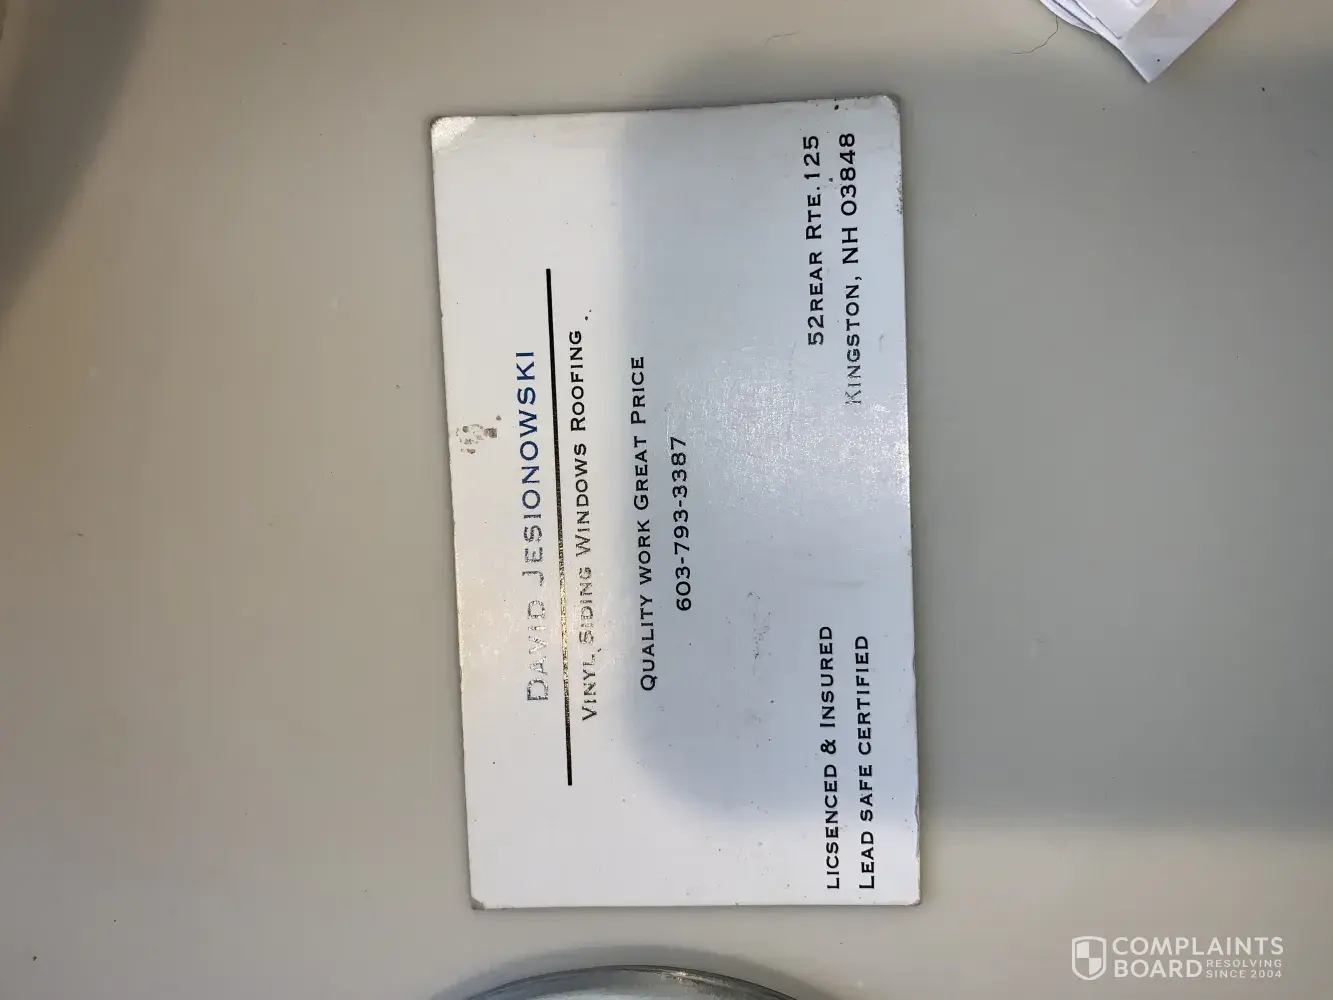 DAVID JESIONOWSKI
VINYL SIDING WINDOWS ROOFING
QUALITY WORK GREAT PRICE
603-793-3387
LICSENCED & INSURED
LEAD SAFE CERTIFIED
52REAR RTE.125
KINGSTON, NH 03848
COMPLAINTS
BOARD RESOLVING
SINCE 2004